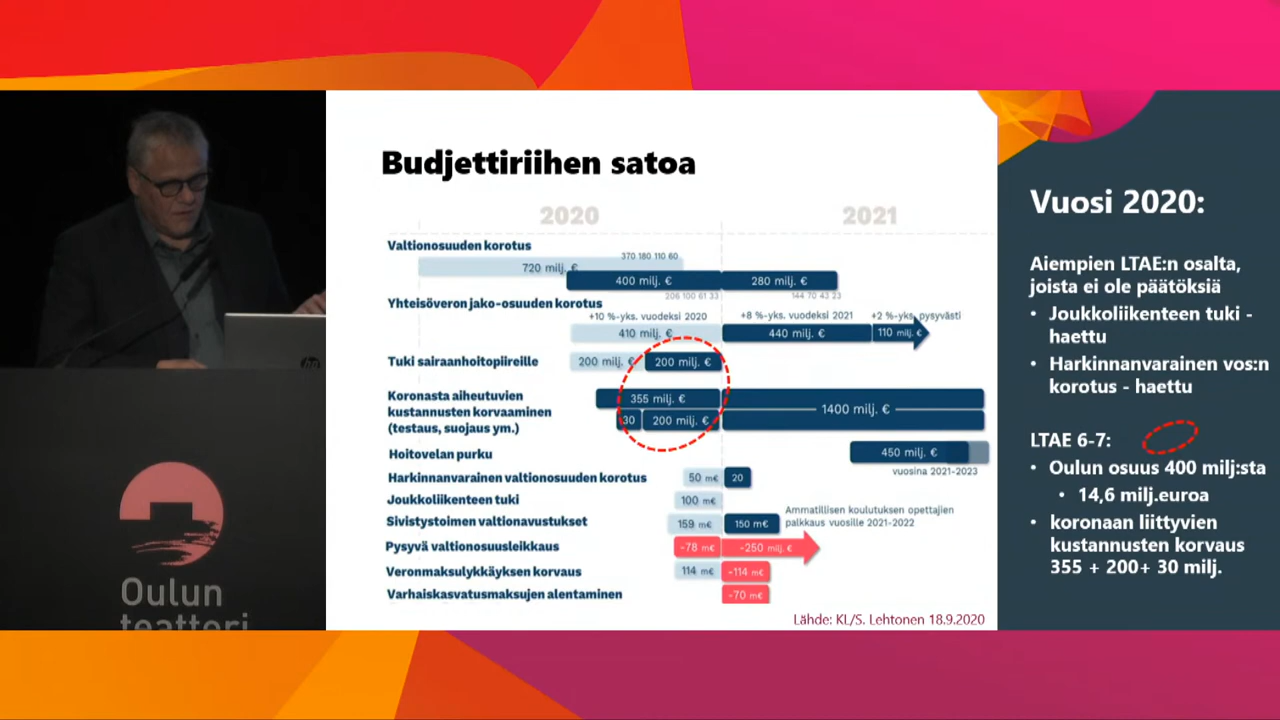 Budjettiriihen satoa
2020
2021
Valtionosuuden korotus
370 180 110 60
720 milj. €
400 milj. €
280 milj. €
206 100 61 33
144 70 43 23
Yhteisöveron jako-osuuden korotus
+10 %-yks. vuodeksi 2020
+8 %-yks. vuodeksi 2021
+2 %-yks. pysyvästi
410 milj. €
440 milj. €
110 milj. €
Tuki sairaanhoitopiireille
200 milj. €
200 milj. €
Koronasta aiheutuvien
kustannusten korvaaminen
(testaus, suojaus ym.)
355 milj. €
30
200 milj. €
1400 milj. €
Hoitovelan purku
450 milj. €
vuosina 2021-2023
Harkinnanvarainen valtionosuuden korotus
50 m€
20
Joukkoliikenteen tuki
100 m€
Sivistystoimen valtionavustukset
159 m€
150 m€
Ammatillisen koulutuksen opettajien
palkkaus vuosille 2021-2022
Pysyvä valtionosuusleikkaus
-78 m€
-250 milj. €
Veronmaksulykkäyksen korvaus
114 m€
-114 m€
Varhaiskasvatusmaksujen alentaminen
-70 m€
Lähde: KL/S. Lehtonen 18.9.2020
Vuosi 2020:
Aiempien LTAE:n osalta,
joista ei ole päätöksiä
• Joukkoliikenteen tuki -
haettu
• Harkinnanvarainen vos:n
korotus - haettu
LTAE 6-7:
• Oulun osuus 400 milj:sta
• 14,6 milj.euroa
• koronaan liittyvien
kustannusten korvaus
355 + 200+ 30 milj.
Oulun
teatteri
hp